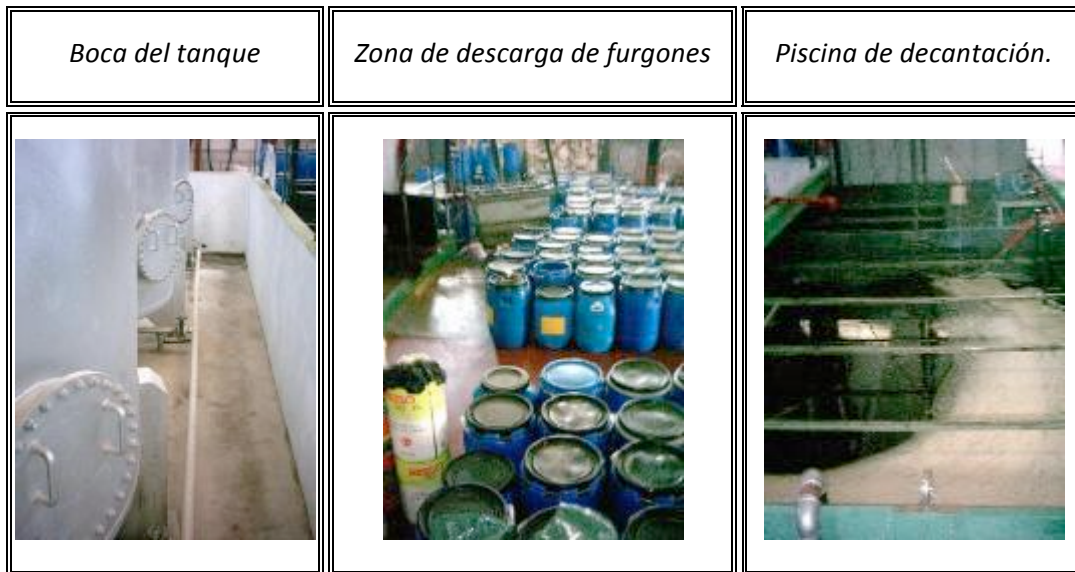 Boca del tanque
Zona de descarga de furgones
Piscina de decantación.